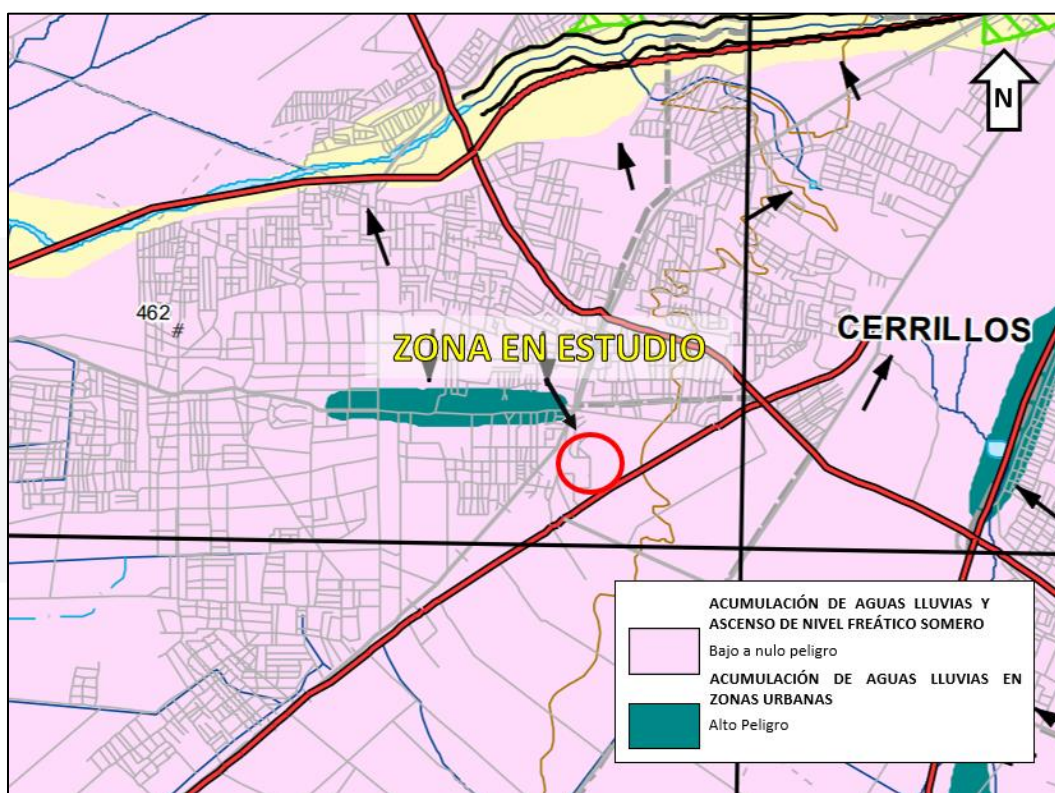 N
462
#
ZONA EN ESTUDIO
CERRILLOS
ACUMULACIÓN DE AGUAS LLUVIAS Y
ASCENSO DE NIVEL FREÁTICO SOMERO
Bajo a nulo peligro
ACUMULACIÓN DE AGUAS LLUVIAS EN
ZONAS URBANAS
Alto Peligro